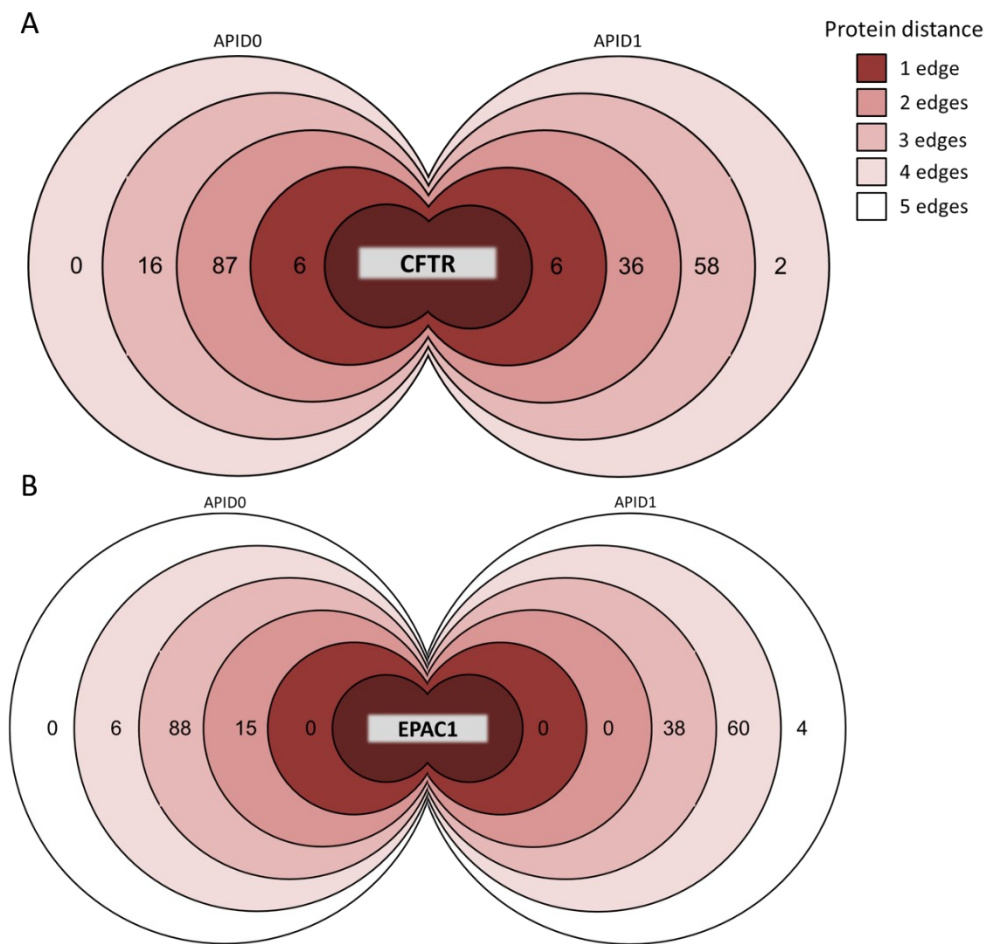 A
APID0
APID1
Protein distance
1 edge
2 edges
3 edges
4 edges
5 edges
0 16 87 6 CFTR 6 36 58 2
B
APID0
APID1
0 6 88 15 0 EPAC1 0 0 38 60 4